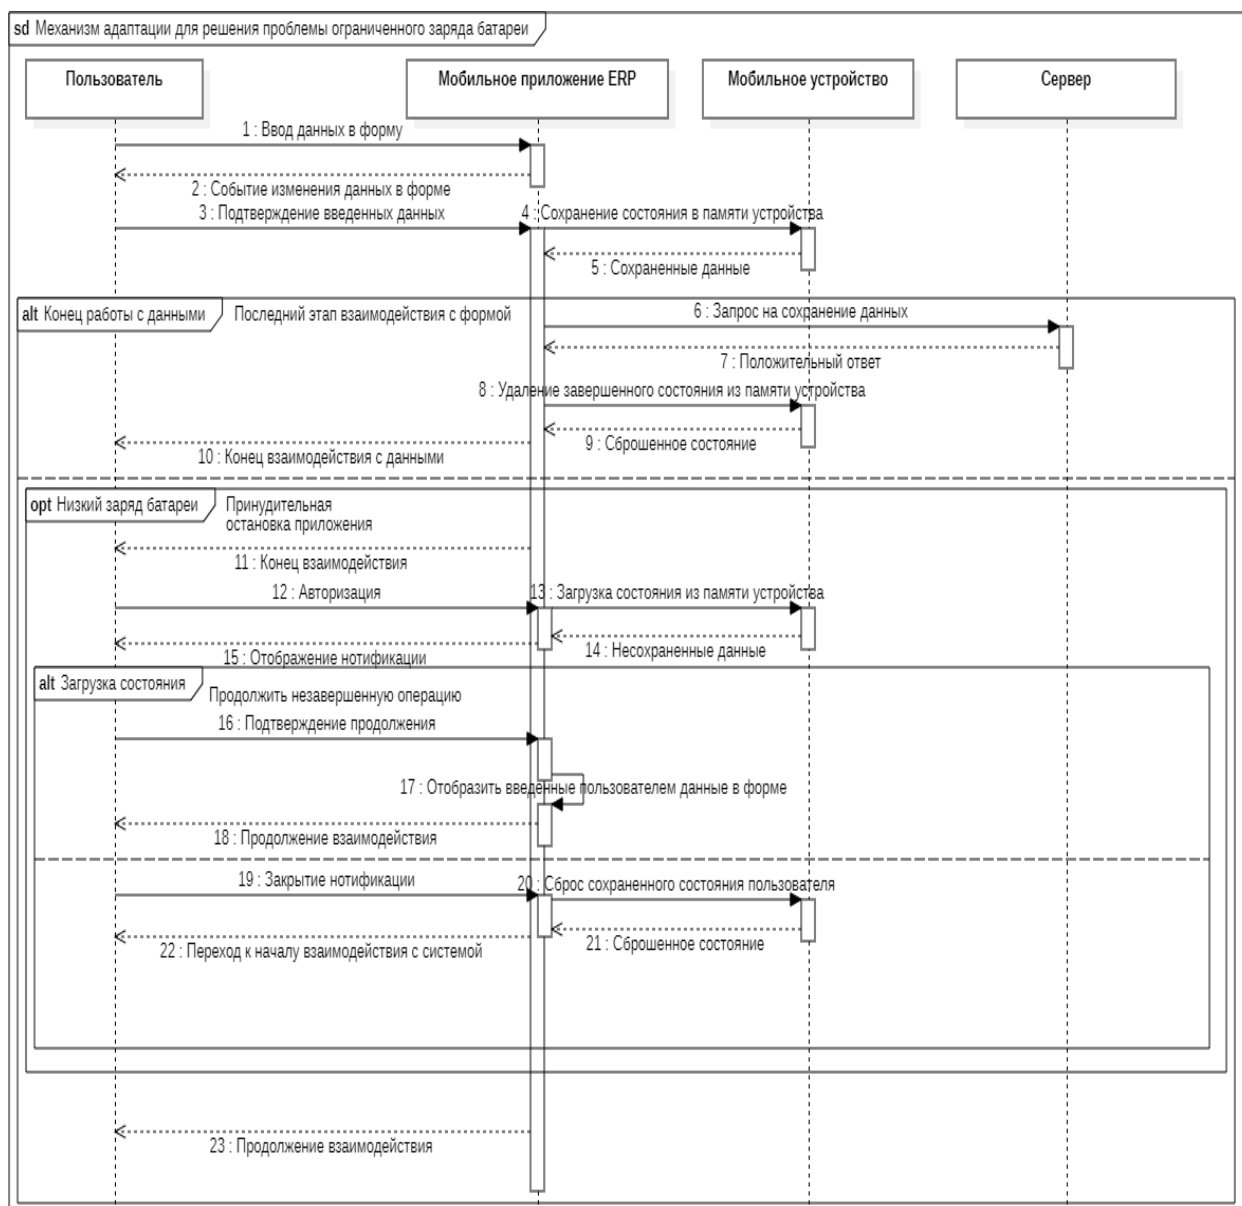 sd Механизм адаптации для решения проблемы ограниченного заряда батареи
Пользователь
Мобильное приложение ERP
Мобильное устройство
Сервер
1 : Ввод данных в форму
2 : Событие изменения данных в форме
3 : Подтверждение введенных данных
4 : Сохранение состояния в памяти устройства
5 : Сохраненные данные
alt Конец работы с данными
Последний этап взаимодействия с формой
6 : Запрос на сохранение данных
7 : Положительный ответ
8 : Удаление завершенного состояния из памяти устройства
9 : Сброшенное состояние
10 : Конец взаимодействия с данными
opt Низкий заряд батареи
Принудительная
остановка приложения
11 : Конец взаимодействия
12 : Авторизация
13 : Загрузка состояния из памяти устройства
14 : Несохраненные данные
15 : Отображение нотификации
alt Загрузка состояния
Продолжить незавершенную операцию
16 : Подтверждение продолжения
17 : Отобразить введенные пользователем данные в форме
18 : Продолжение взаимодействия
19 : Закрытие нотификации
20 : Сброс сохраненного состояния пользователя
21 : Сброшенное состояние
22 : Переход к началу взаимодействия с системой
23 : Продолжение взаимодействия